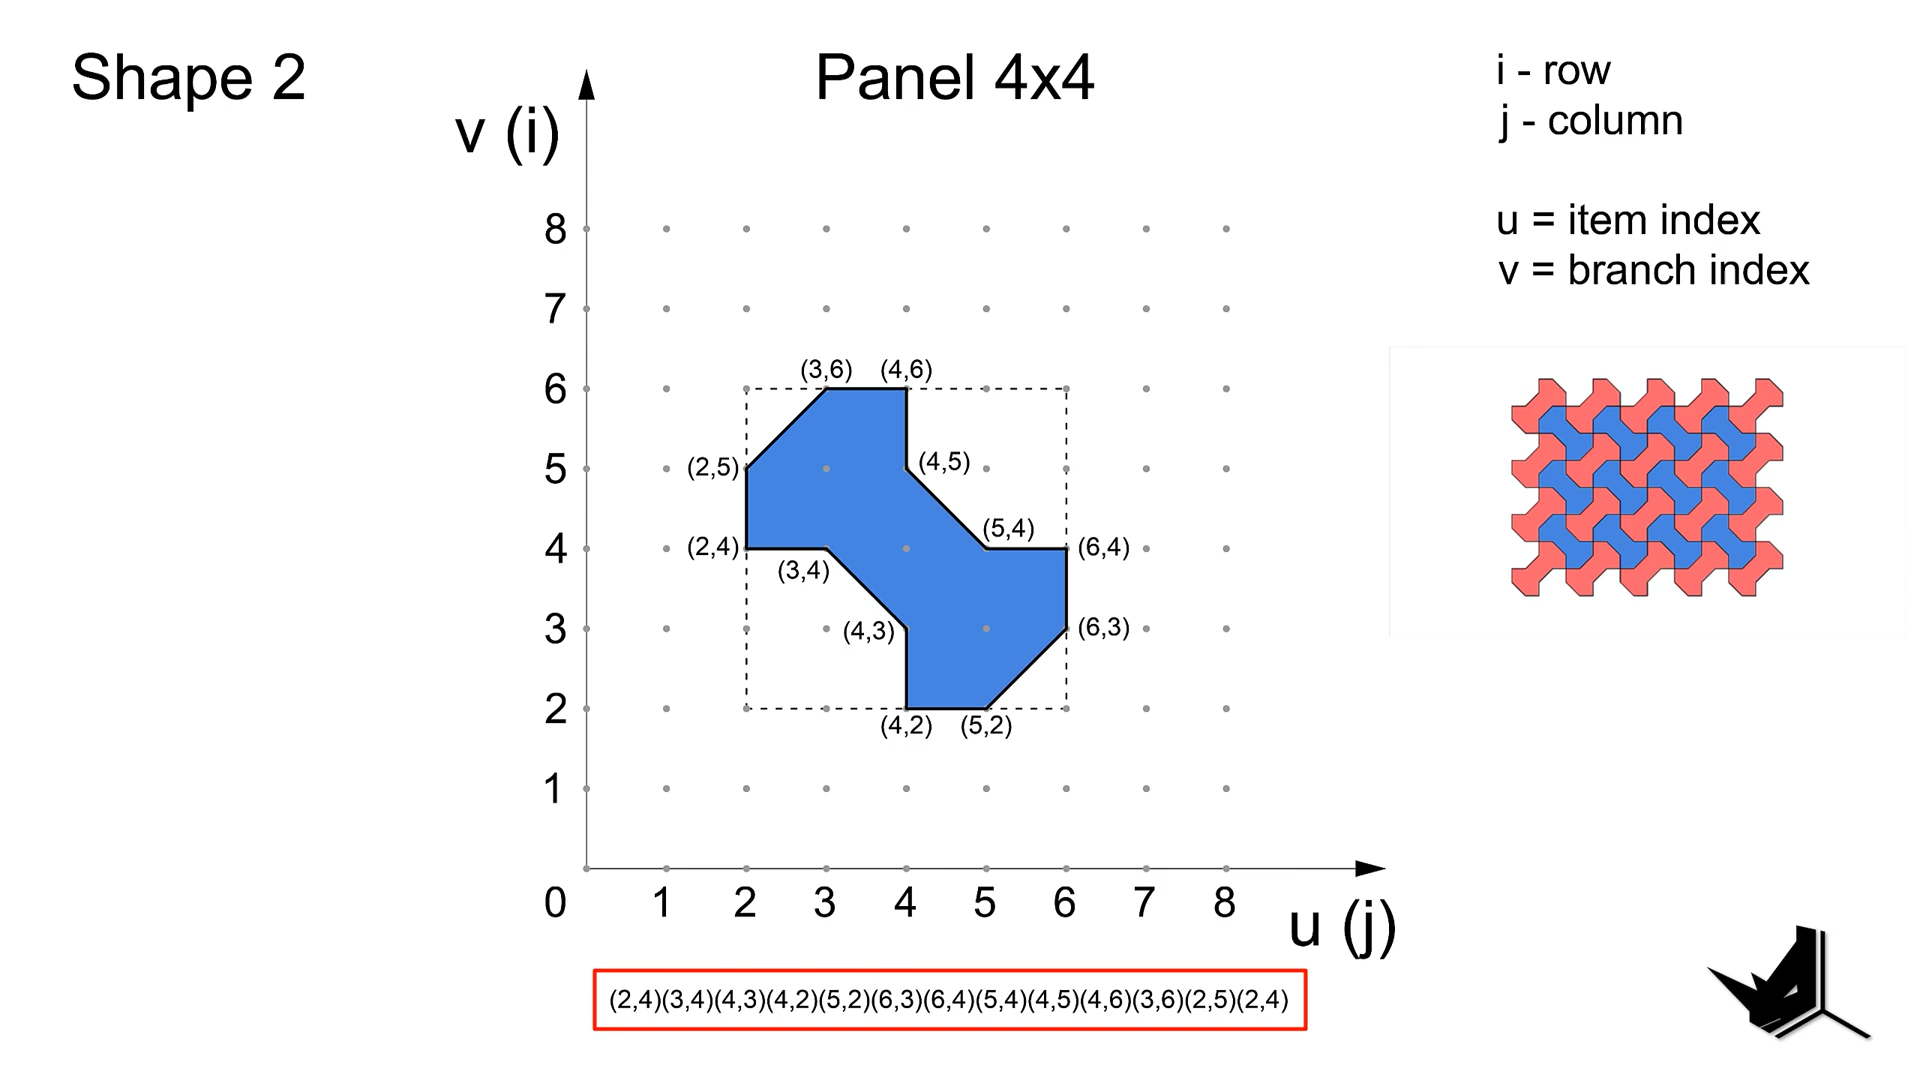 Shape 2
Panel 4x4
i - row
j - column
u = item index
v = branch index
v (i)
8
7
6
5
4
3
2
1
(3,6) (4,6)
(2,5)
(4,5)
(5,4)
(2,4)
(6,4)
(3,4)
(4,3)
(6,3)
(4,2) (5,2)
0 1 2 3 4 5 6 7 8
u (j)
(2,4)(3,4)(4,3)(4,2)(5,2)(6,3)(6,4)(5,4)(4,5)(4,6)(3,6)(2,5)(2,4)